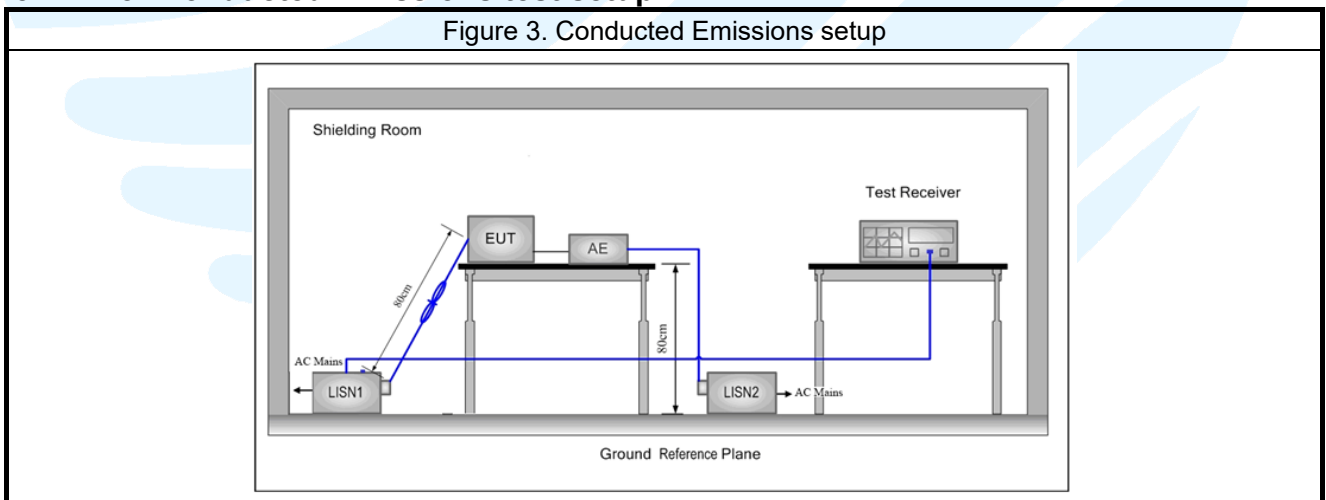 Figure 3. Conducted Emissions setup
Shielding Room
Test Receiver
EUT
AE
80cm
80cm
AC Mains
LISN1
LISN2
AC Mains
Ground Reference Plane